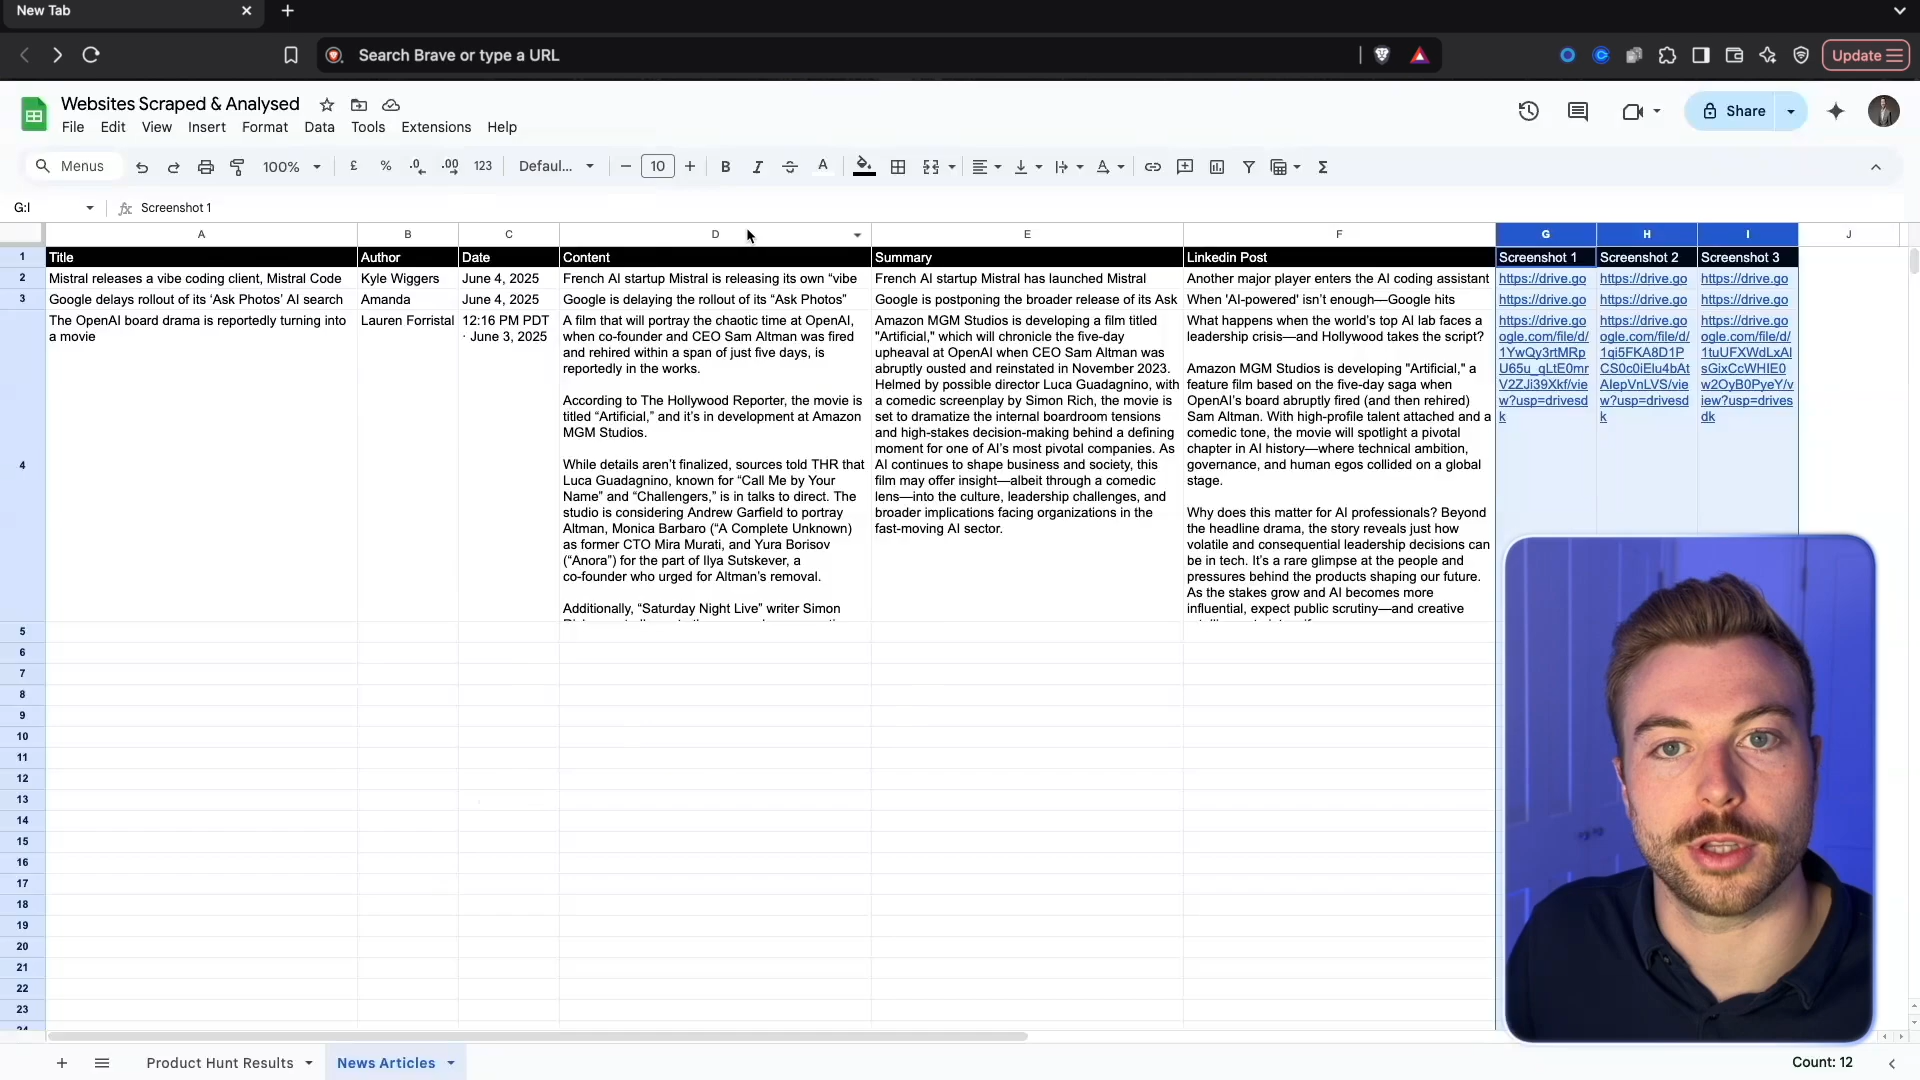 New Tab
Search Brave or type a URL
Update
Websites Scraped & Analysed
File Edit View Insert Format Data Tools Extensions Help
Share
Menus 100% £ % .0 .00 123 Defaul... 10 B I A Σ
G:I fx Screenshot 1
A B C D E F G H I J
1 Title Author Date Content Summary Linkedin Post Screenshot 1 Screenshot 2 Screenshot 3
2 Mistral releases a vibe coding client, Mistral Code Kyle Wiggers June 4, 2025 French AI startup Mistral is releasing its own “vibe French AI startup Mistral has launched Mistral Another major player enters the AI coding assistant https://drive.go https://drive.go https://drive.go
3 Google delays rollout of its ‘Ask Photos’ AI search Amanda June 4, 2025 Google is delaying the rollout of its “Ask Photos” Google is postponing the broader release of its Ask When 'AI-powered' isn’t enough—Google hits https://drive.go https://drive.go https://drive.go
4
The OpenAI board drama is reportedly turning into
a movie
Lauren Forristal
12:16 PM PDT
· June 3, 2025
A film that will portray the chaotic time at OpenAI,
when co-founder and CEO Sam Altman was fired
and rehired within a span of just five days, is
reportedly in the works.
According to The Hollywood Reporter, the movie is
titled “Artificial,” and it’s in development at Amazon
MGM Studios.
While details aren’t finalized, sources told THR that
Luca Guadagnino, known for “Call Me by Your
Name” and “Challengers,” is in talks to direct. The
studio is considering Andrew Garfield to portray
Altman, Monica Barbaro (“A Complete Unknown)
as former CTO Mira Murati, and Yura Borisov
(“Anora”) for the part of Ilya Sutskever, a
co-founder who urged for Altman’s removal.
Additionally, “Saturday Night Live” writer Simon
Amazon MGM Studios is developing a film titled
"Artificial," which will chronicle the five-day
upheaval at OpenAI when CEO Sam Altman was
abruptly ousted and reinstated in November 2023.
Helmed by possible director Luca Guadagnino, with
a comedic screenplay by Simon Rich, the movie is
set to dramatize the internal boardroom tensions
and high-stakes decision-making behind a defining
moment for one of AI’s most pivotal companies. As
AI continues to shape business and society, this
film may offer insight—albeit through a comedic
lens—into the culture, leadership challenges, and
broader implications facing organizations in the
fast-moving AI sector.
What happens when the world’s top AI lab faces a
leadership crisis—and Hollywood takes the script?
Amazon MGM Studios is developing "Artificial," a
feature film based on the five-day saga when
OpenAI’s board abruptly fired (and then rehired)
Sam Altman. With high-profile talent attached and a
comedic tone, the movie will spotlight a pivotal
chapter in AI history—where technical ambition,
governance, and human egos collided on a global
stage.
Why does this matter for AI professionals? Beyond
the headline drama, the story reveals just how
volatile and consequential leadership decisions can
be in tech. It’s a rare glimpse at the people and
pressures behind the products shaping our future.
As the stakes grow and AI becomes more
influential, expect public scrutiny—and creative
https://drive.go
ogle.com/file/d/
1YwQy3rtMRp
U65u_qLtE0mr
V2ZJi39Xkf/vie
w?usp=drivesd
k
https://drive.go
ogle.com/file/d/
1qi5FKA8D1P
CS0c0iElu4bAt
AIepVnLVS/vie
w?usp=drivesd
k
https://drive.go
ogle.com/file/d/
1tuUFXWdLxAl
sGixCcWHIE0
w2OyB0PyeY/v
iew?usp=drives
dk
5
6
7
8
9
10
11
12
13
14
15
16
17
18
19
20
21
22
23
Product Hunt Results News Articles Count: 12